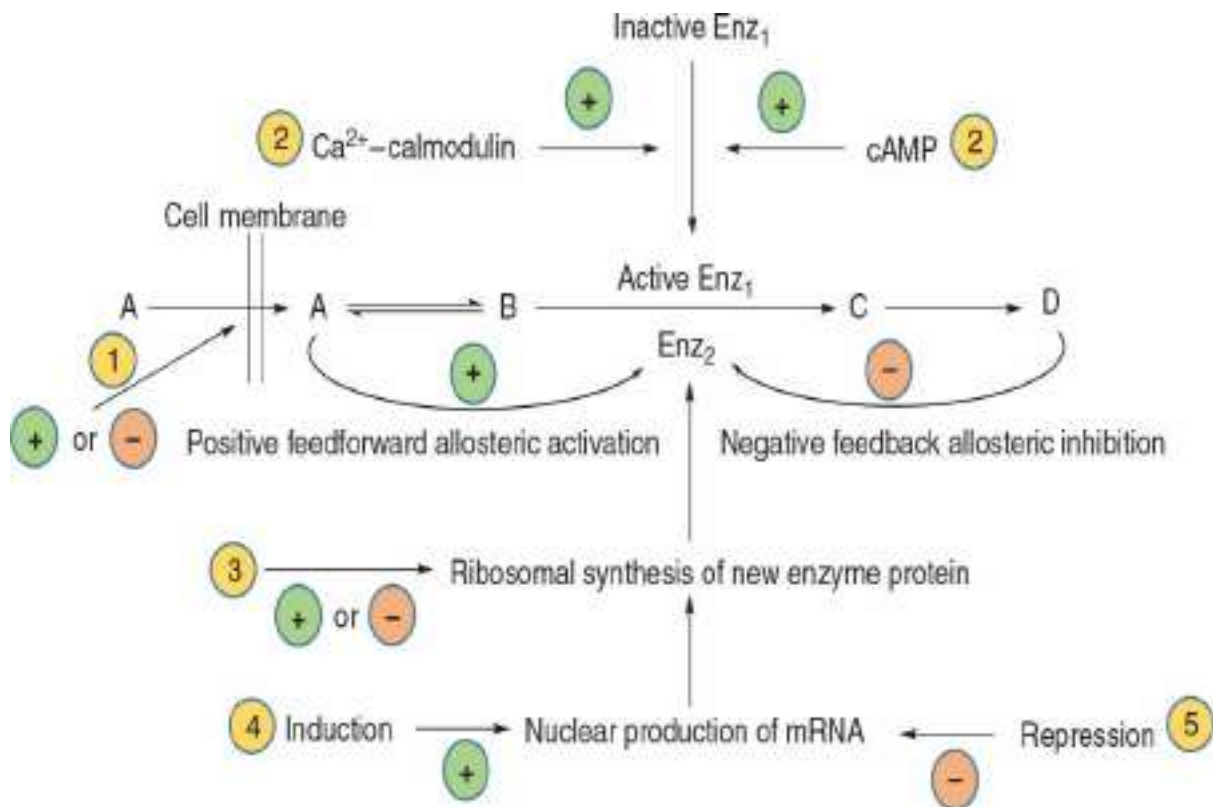 Inactive Enz₁
+
+
2 Ca²⁺–calmodulin
cAMP 2
Cell membrane
Active Enz₁
A
A
B
C
D
1
Enz₂
+
−
+ or −
Positive feedforward allosteric activation
Negative feedback allosteric inhibition
3
Ribosomal synthesis of new enzyme protein
+ or −
4 Induction
Nuclear production of mRNA
Repression 5
+
−